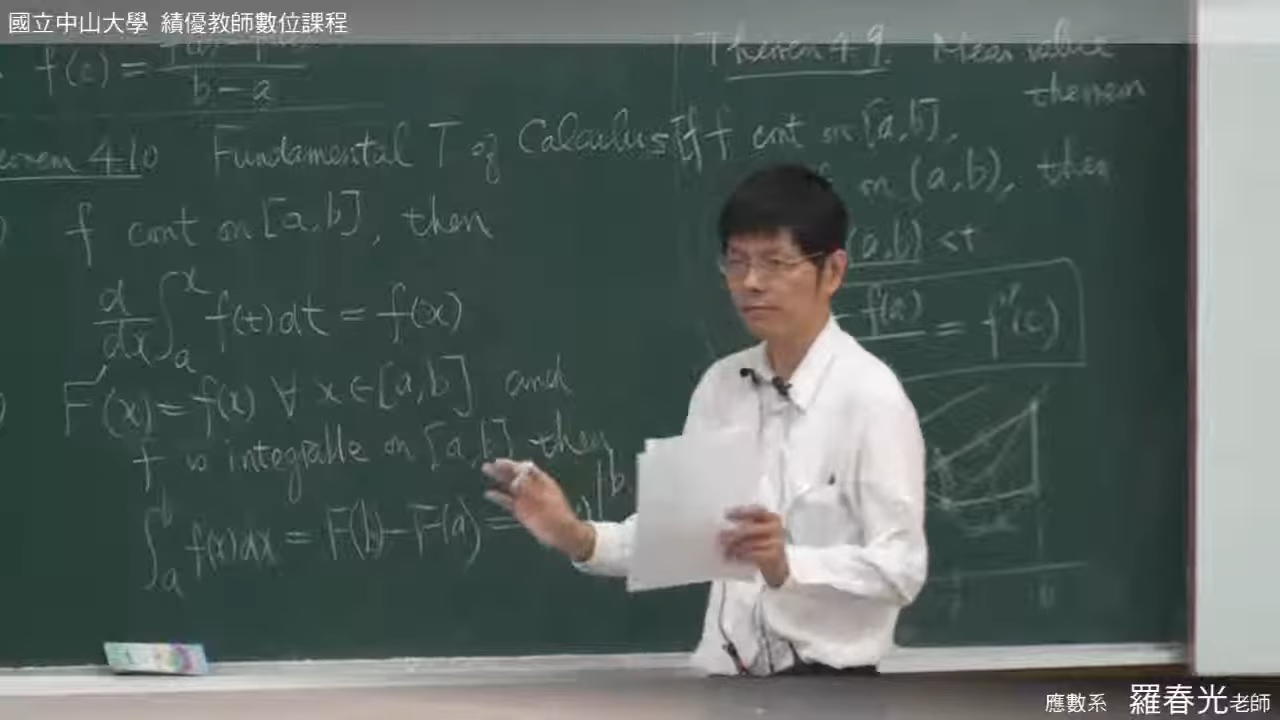 國立中山大學 績優教師數位課程
f(c) =
b-a
Theorem 4.9. Mean value
theorem
4.10 Fundamental T of Calculus
If f cont on [a,b],
on (a,b), then
f cont on [a,b], then
(a,b) st
d/dx ∫_a^x f(t)dt = f(x)
- f(a) = f'(c)
F'(x) = f(x) ∀ x∈[a,b] and
f is integrable on [a,b] then
∫_a^b f(x)dx = F(b)-F(a) =
應數系 羅春光老師